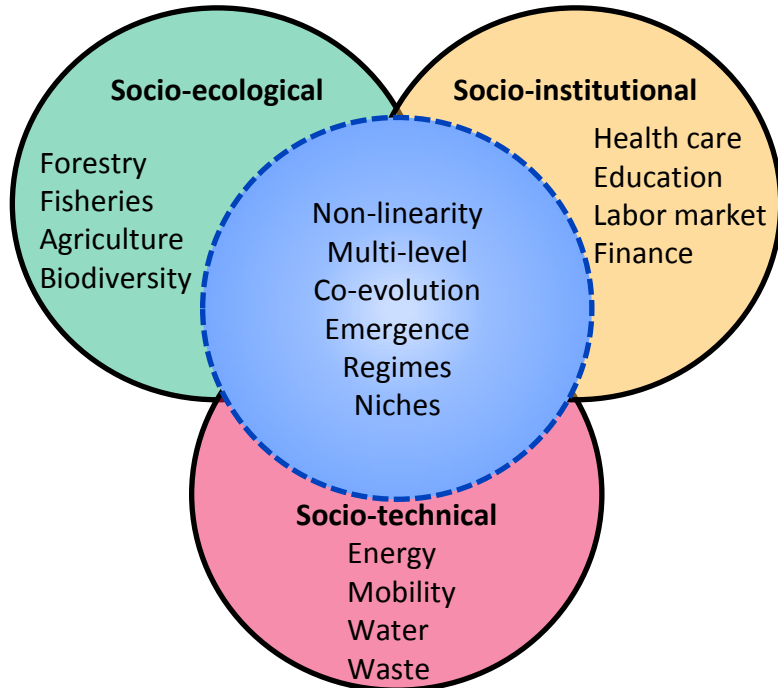 Socio-ecological
Forestry
Fisheries
Agriculture
Biodiversity
Socio-institutional
Health care
Education
Labor market
Finance
Non-linearity
Multi-level
Co-evolution
Emergence
Regimes
Niches
Socio-technical
Energy
Mobility
Water
Waste